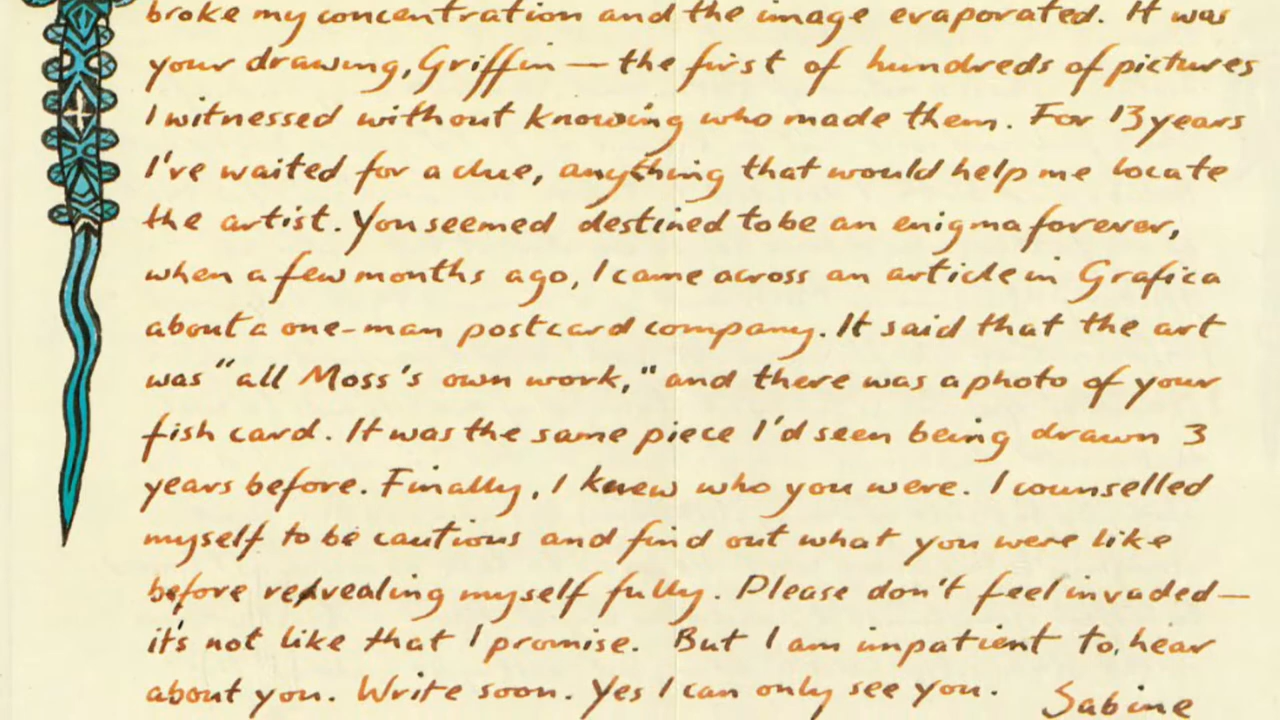 broke my concentration and the image evaporated. It was
your drawing, Griffin — the first of hundreds of pictures
I witnessed without knowing who made them. For 13 years
I've waited for a clue, anything that would help me locate
the artist. You seemed destined to be an enigma forever,
when a few months ago, I came across an article in Grafica
about a one-man postcard company. It said that the art
was "all Moss's own work," and there was a photo of your
fish card. It was the same piece I'd seen being drawn 3
years before. Finally, I knew who you were. I counselled
myself to be cautious and find out what you were like
before revealing myself fully. Please don't feel invaded—
it's not like that I promise. But I am impatient to hear
about you. Write soon. Yes I can only see you. Sabine